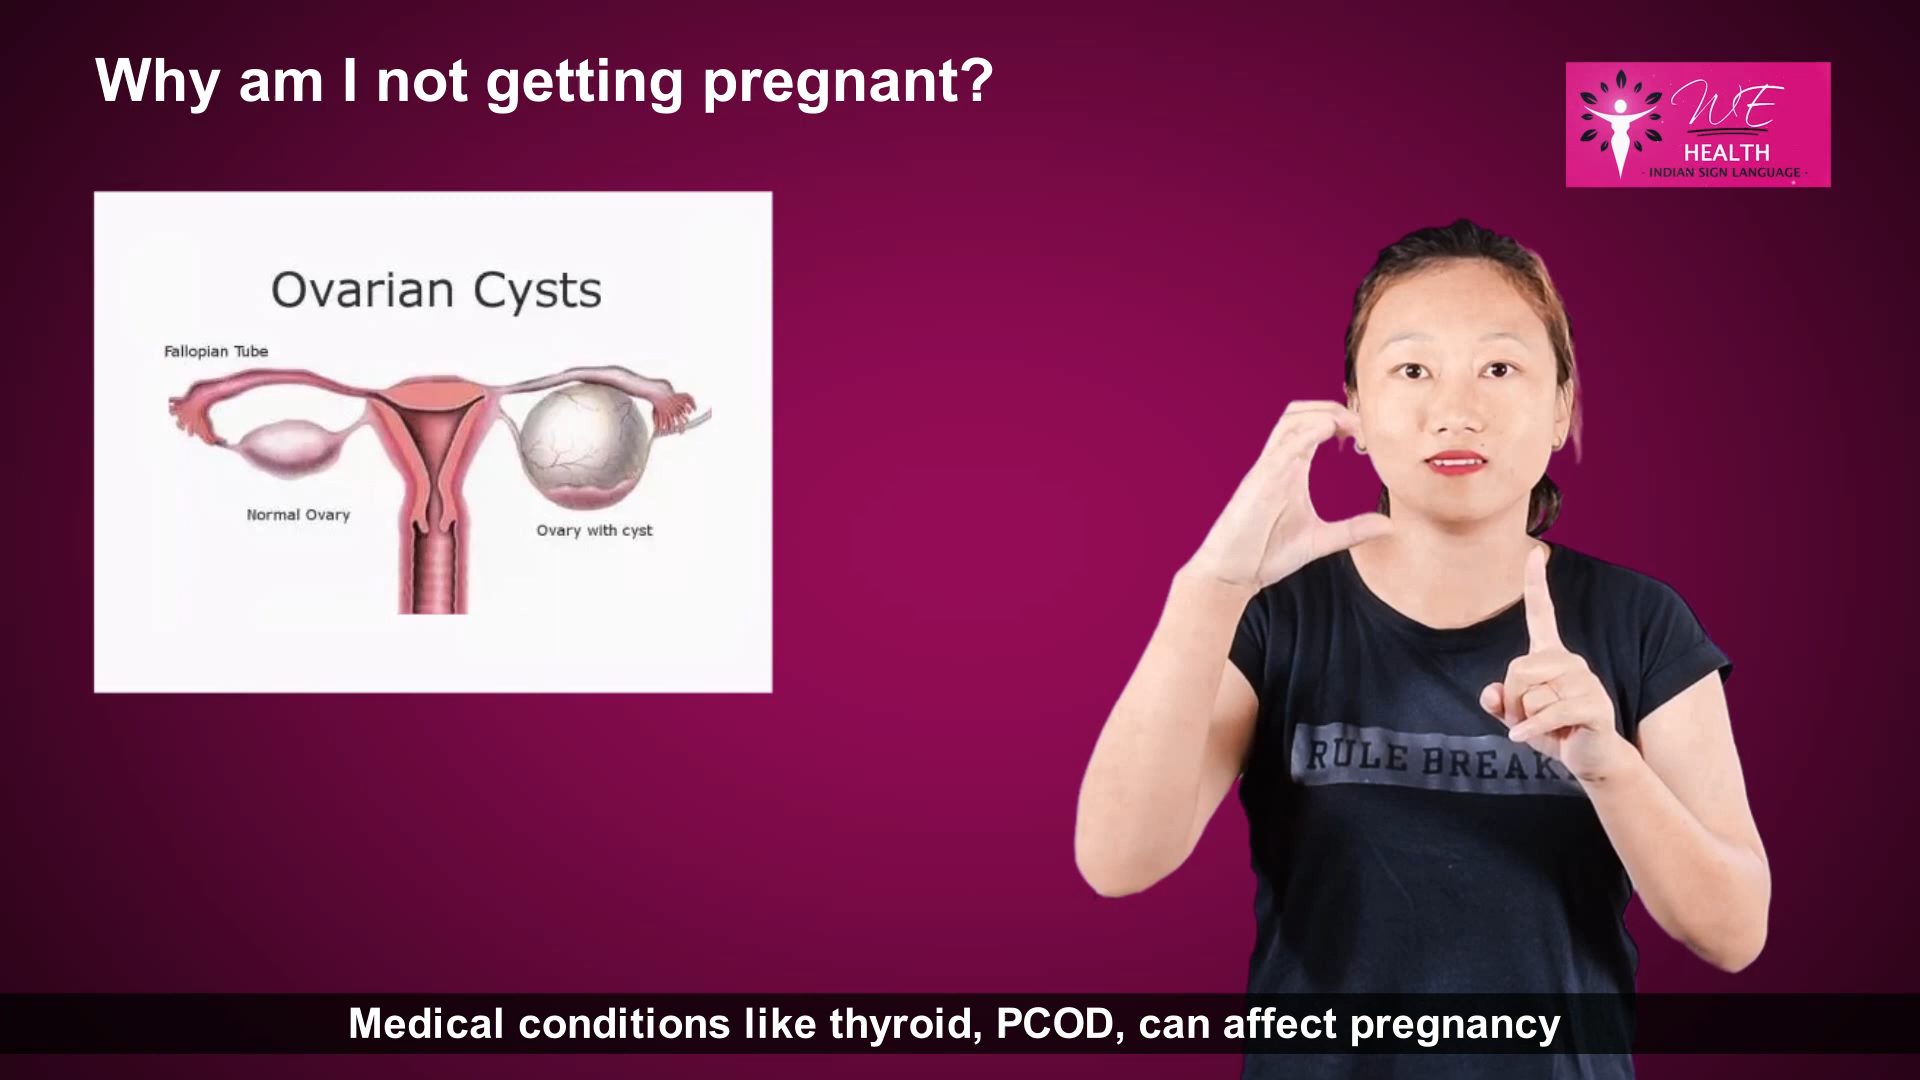 Why am I not getting pregnant?
WE
HEALTH
- INDIAN SIGN LANGUAGE -
Ovarian Cysts
Fallopian Tube
Normal Ovary
Ovary with cyst
RULE BREAK
Medical conditions like thyroid, PCOD, can affect pregnancy